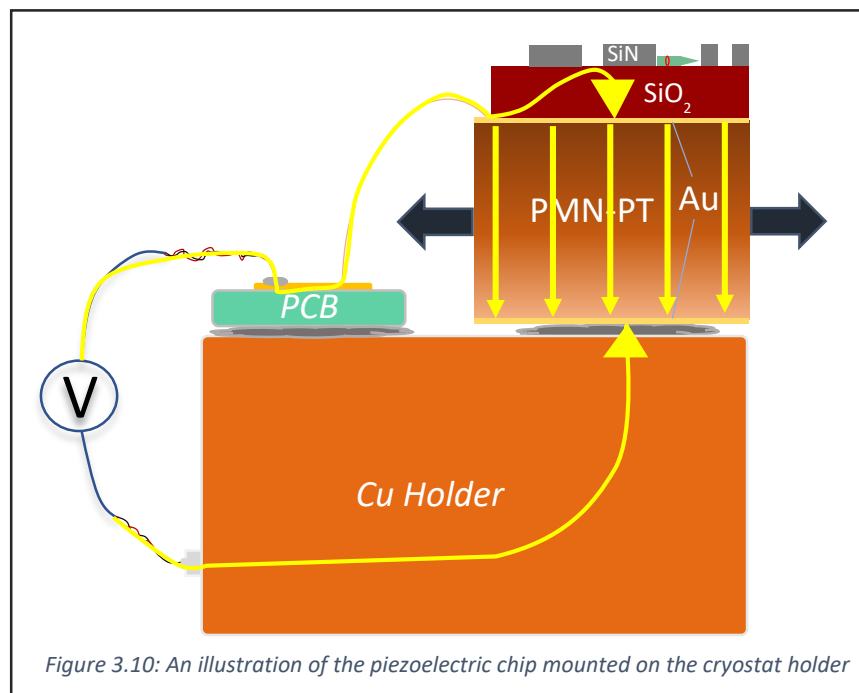 SiN
SiO2
PMN-PT
Au
PCB
V
Cu Holder
Figure 3.10: An illustration of the piezoelectric chip mounted on the cryostat holder